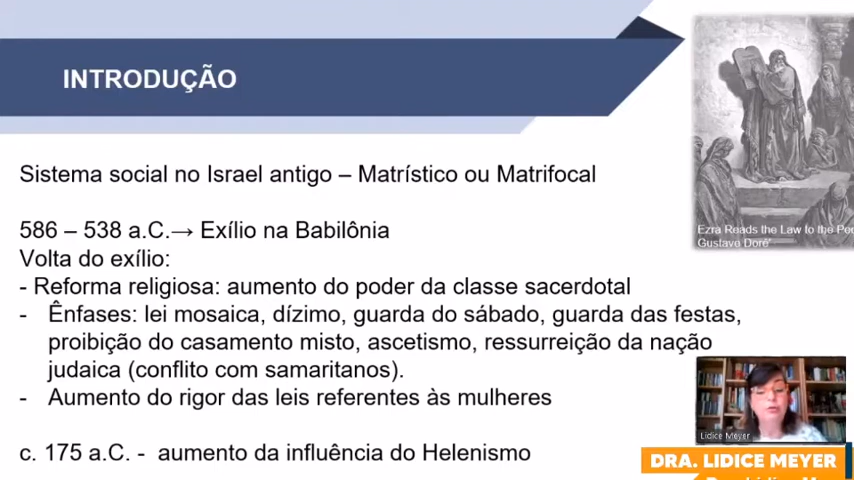 INTRODUÇÃO
Sistema social no Israel antigo – Matrístico ou Matrifocal
586 – 538 a.C.→ Exílio na Babilônia
Volta do exílio:
- Reforma religiosa: aumento do poder da classe sacerdotal
- Ênfases: lei mosaica, dízimo, guarda do sábado, guarda das festas,
proibição do casamento misto, ascetismo, ressurreição da nação
judaica (conflito com samaritanos).
- Aumento do rigor das leis referentes às mulheres
c. 175 a.C. - aumento da influência do Helenismo
Ezra Reads the Law to the
Gustave Doré"
Lidice Meyer
DRA. LIDICE MEYER